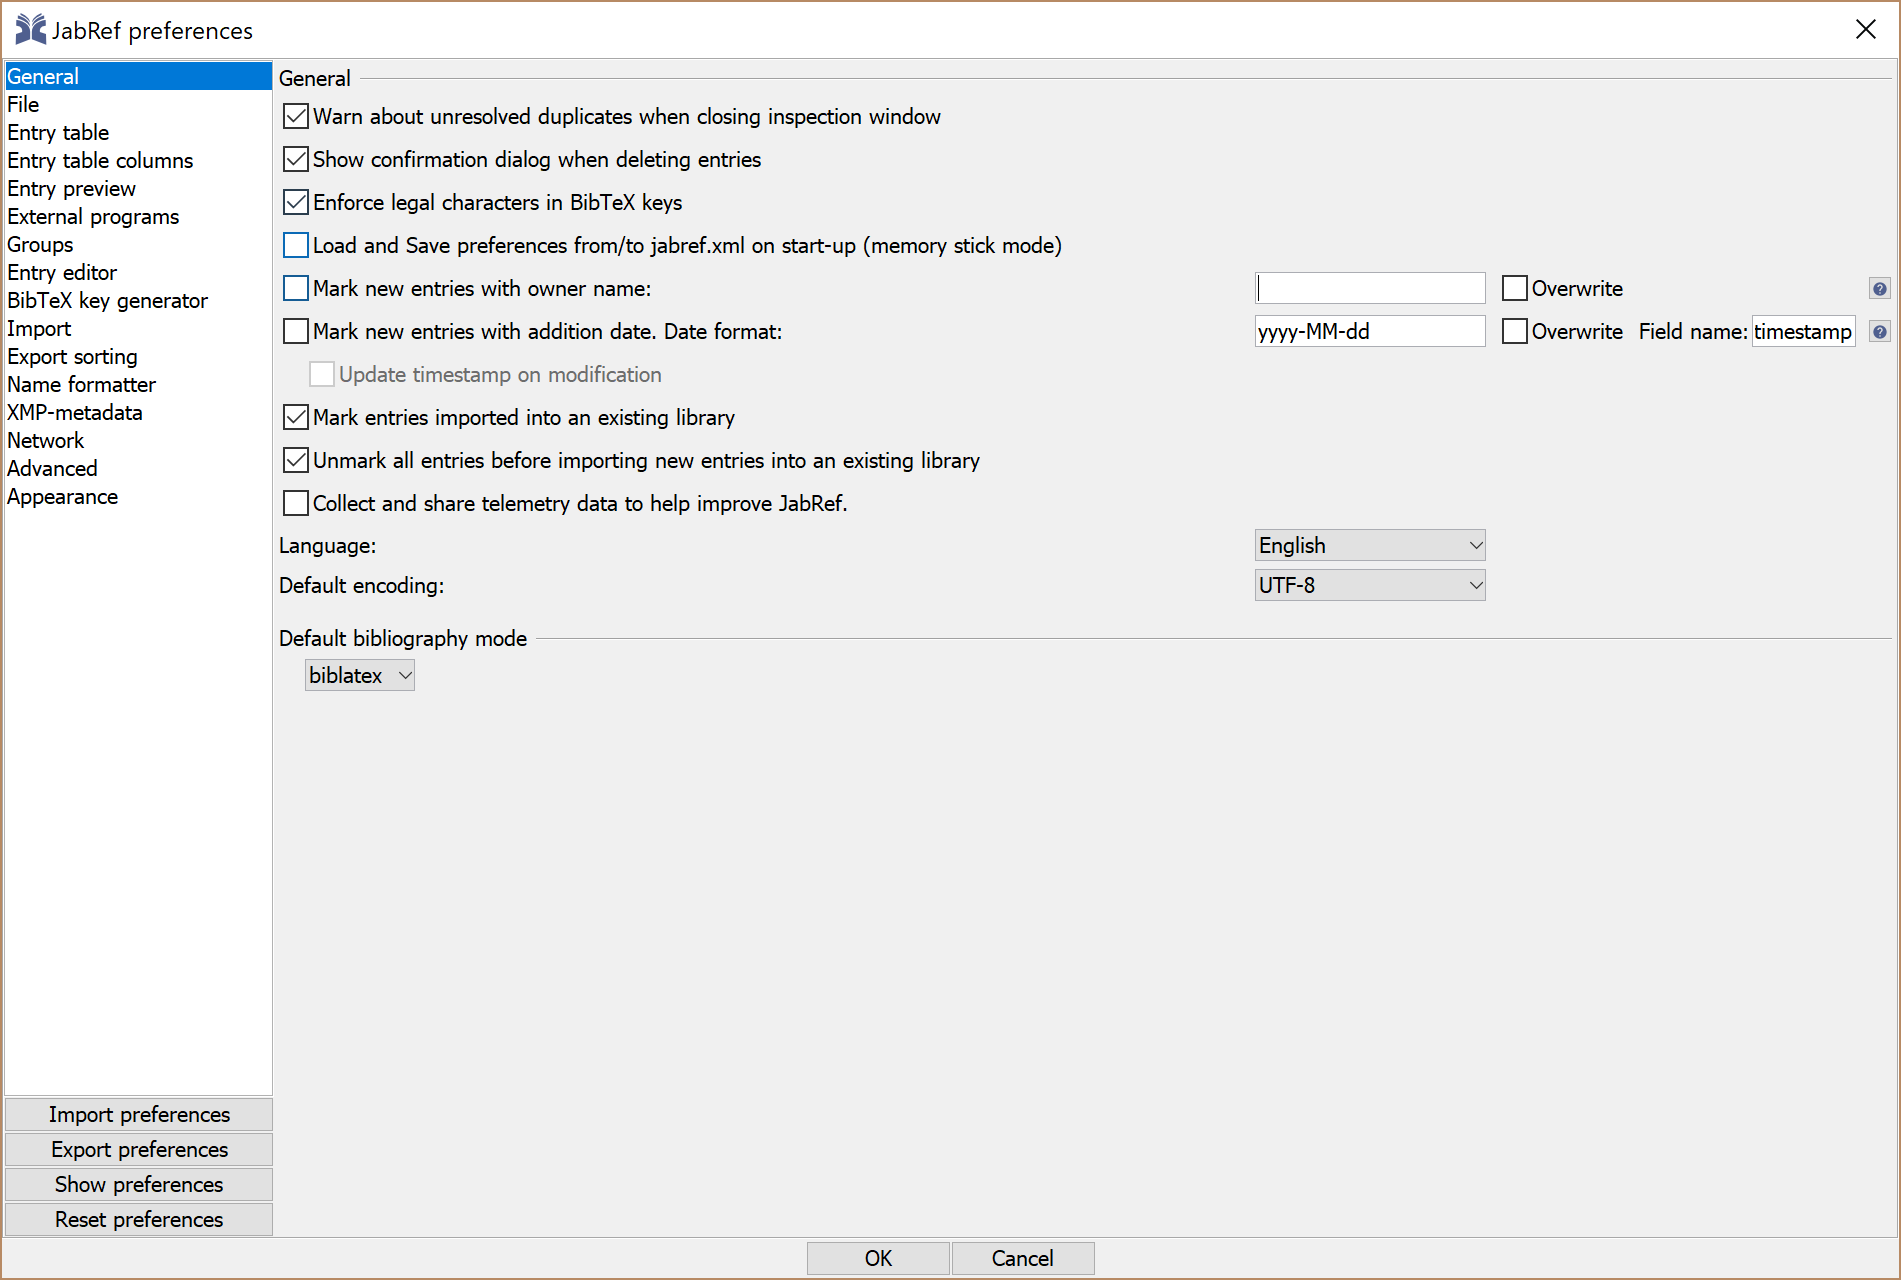 JabRef preferences
General
File
Entry table
Entry table columns
Entry preview
External programs
Groups
Entry editor
BibTeX key generator
Import
Export sorting
Name formatter
XMP-metadata
Network
Advanced
Appearance
Import preferences
Export preferences
Show preferences
Reset preferences
General
Warn about unresolved duplicates when closing inspection window
Show confirmation dialog when deleting entries
Enforce legal characters in BibTeX keys
Load and Save preferences from/to jabref.xml on start-up (memory stick mode)
Mark new entries with owner name: Overwrite ?
Mark new entries with addition date. Date format: yyyy-MM-dd Overwrite Field name: timestamp ?
Update timestamp on modification
Mark entries imported into an existing library
Unmark all entries before importing new entries into an existing library
Collect and share telemetry data to help improve JabRef.
Language: English
Default encoding: UTF-8
Default bibliography mode
biblatex
OK Cancel